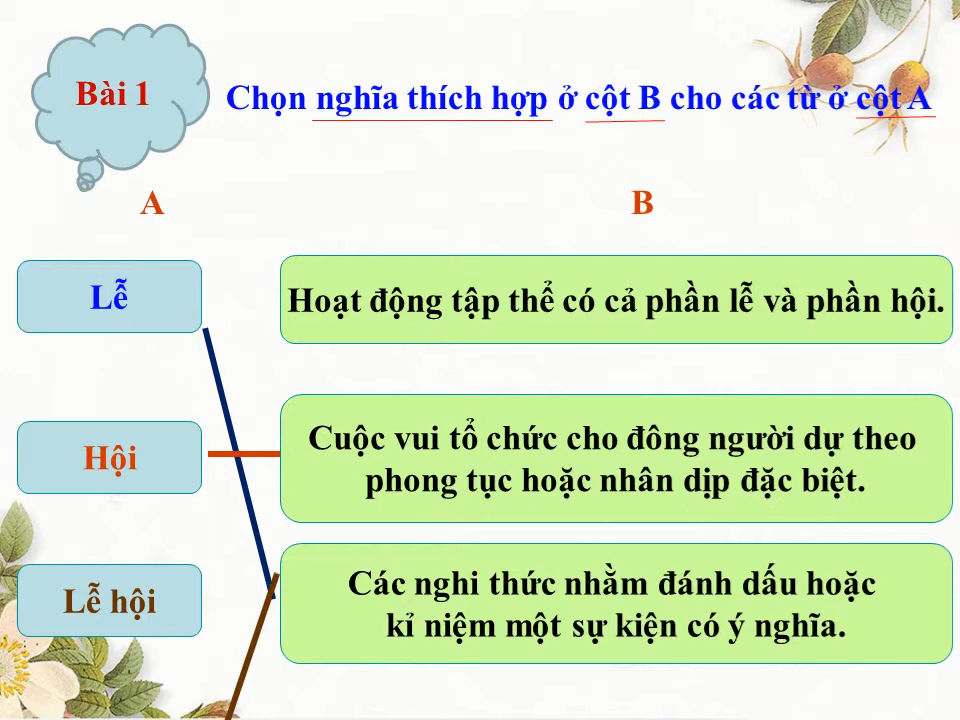 Bài 1
Chọn nghĩa thích hợp ở cột B cho các từ ở cột A
A
B
Lễ
Hoạt động tập thể có cả phần lễ và phần hội.
Hội
Cuộc vui tổ chức cho đông người dự theo
phong tục hoặc nhân dịp đặc biệt.
Lễ hội
Các nghi thức nhằm đánh dấu hoặc
kỉ niệm một sự kiện có ý nghĩa.